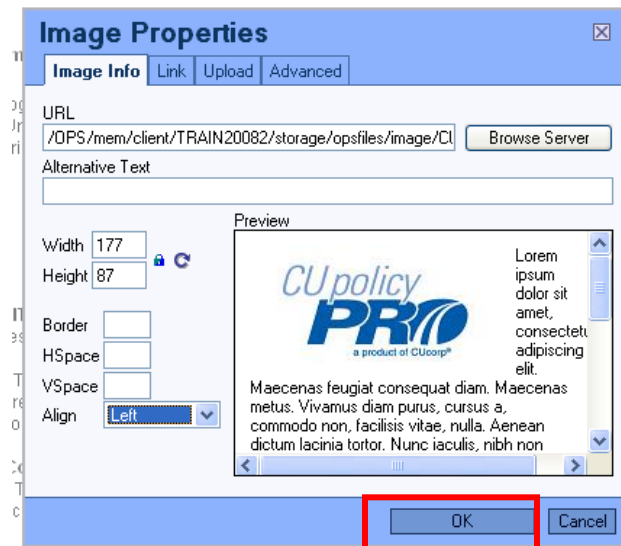 Image Properties
Image Info Link Upload Advanced
URL
/OPS/mem/client/TRAIN20082/storage/opsfiles/image/CU
Browse Server
Alternative Text
Width 177
Height 87
Border
HSpace
VSpace
Align Left
Preview
CUpolicy
PRO
a product of CUcorp®
Lorem
ipsum
dolor sit
amet,
consectetu
adipiscing
elit.
Maecenas feugiat consequat diam. Maecenas
metus. Vivamus diam purus, cursus a,
commodo non, facilisis vitae, nulla. Aenean
dictum lacinia tortor. Nunc iaculis, nibh non
OK Cancel